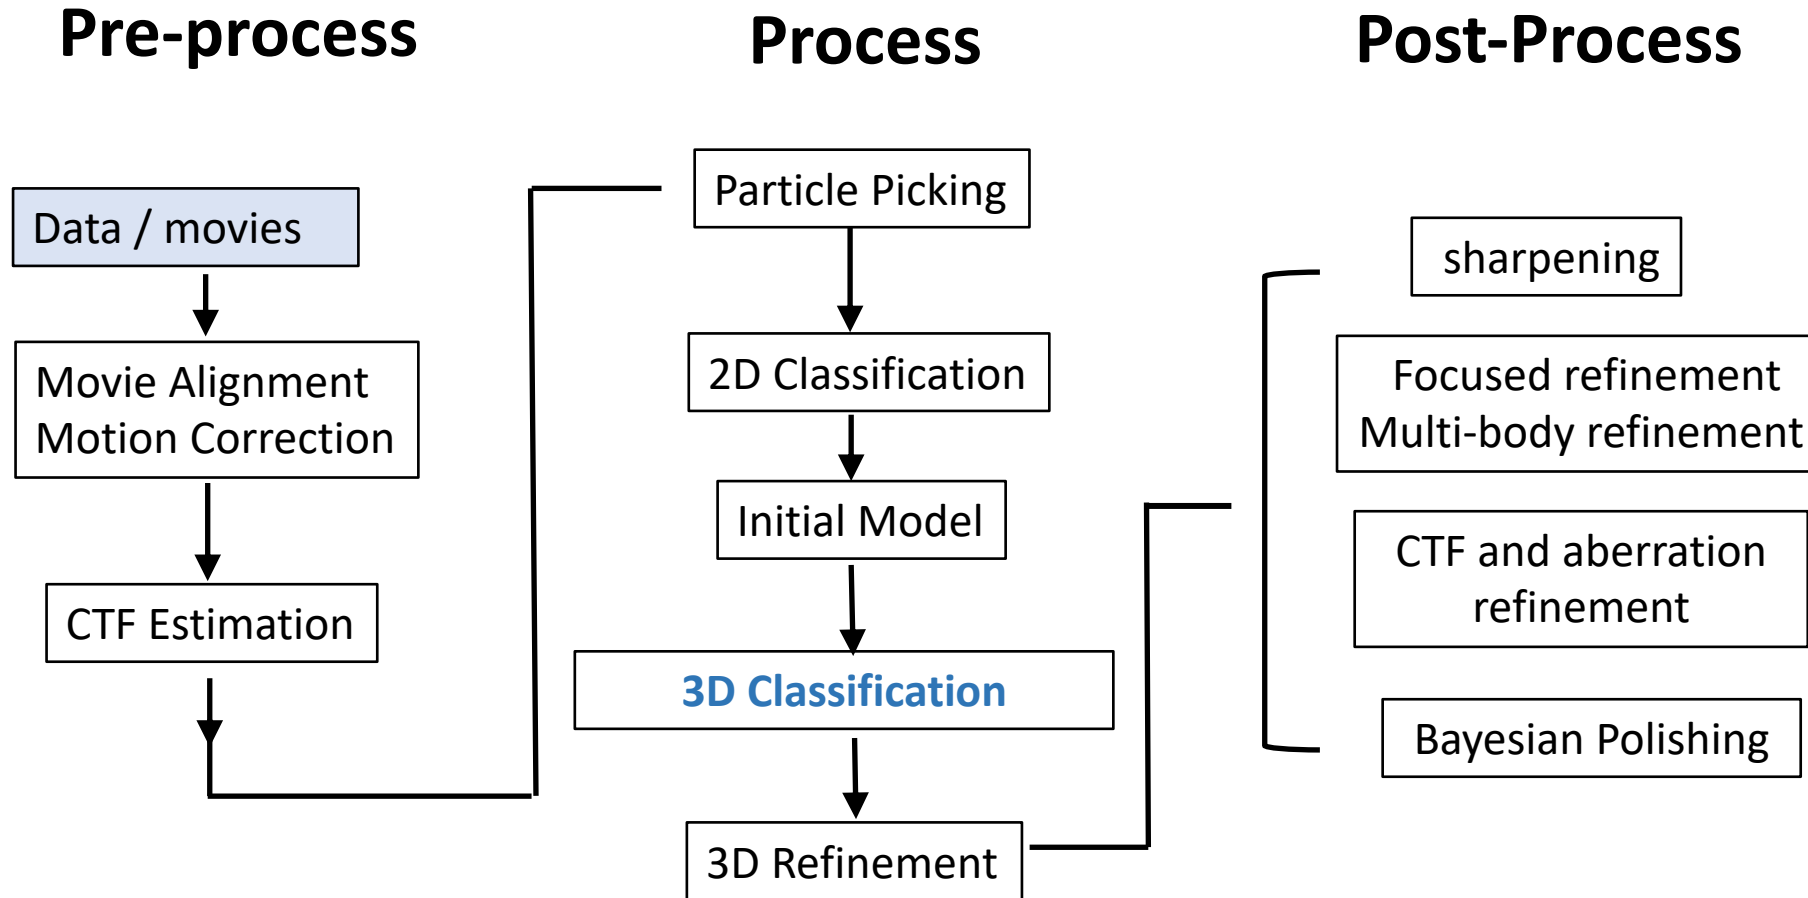 Pre-process
Data / movies
Movie Alignment
Motion Correction
CTF Estimation
Process
Particle Picking
2D Classification
Initial Model
3D Classification
3D Refinement
Post-Process
sharpening
Focused refinement
Multi-body refinement
CTF and aberration
refinement
Bayesian Polishing